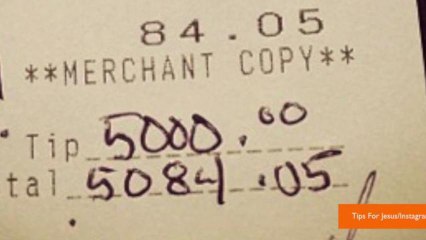 84.05
**MERCHANT COPY**
Tip 5000.00
tal 5084.05
Tips For Jesus/Instagra